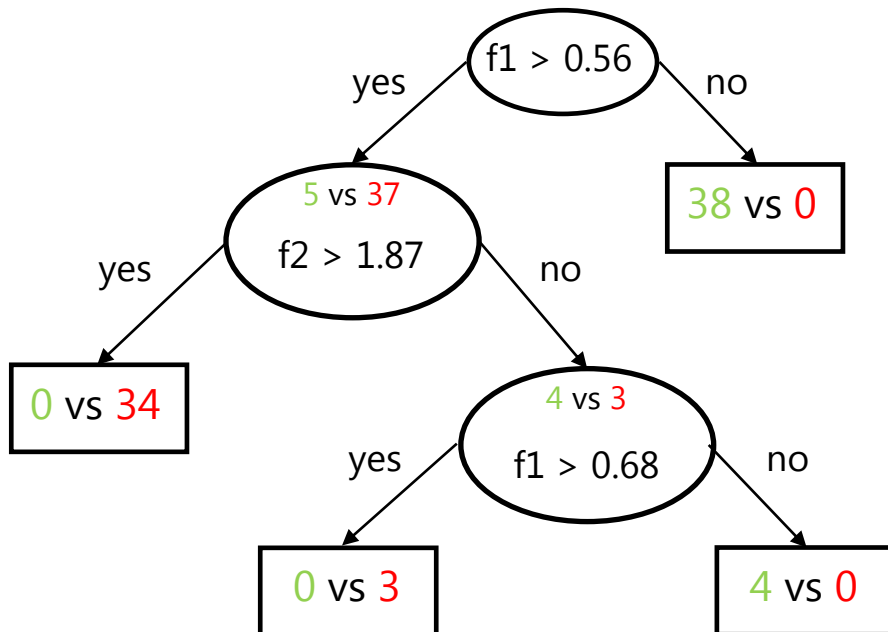 f1 > 0.56
yes
no
5 vs 37
f2 > 1.87
38 vs 0
yes
no
0 vs 34
4 vs 3
f1 > 0.68
yes
no
0 vs 3
4 vs 0